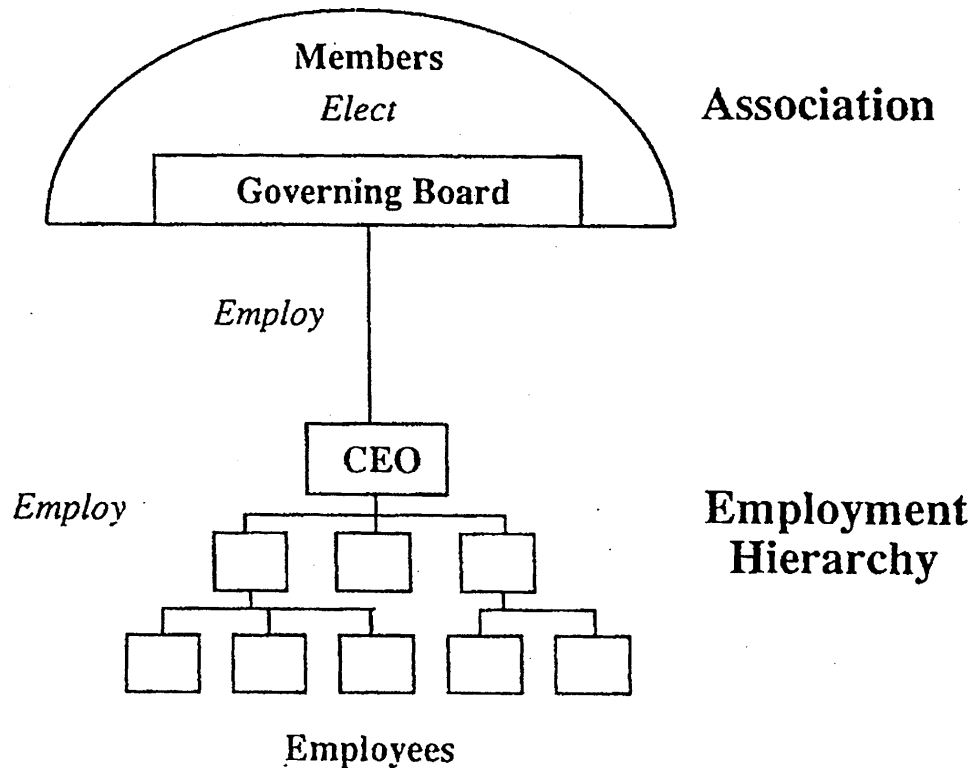 Members
Elect
Association
Governing Board
Employ
CEO
Employ
Employment
Hierarchy
Employees